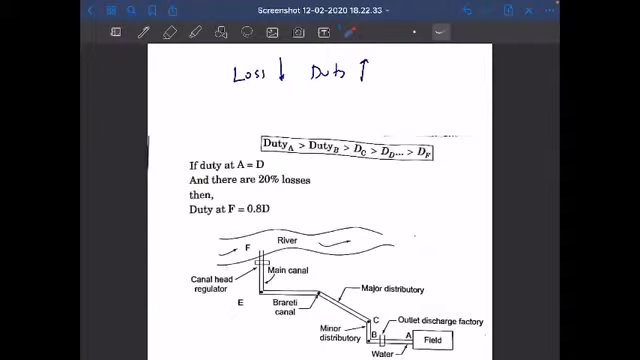 Screenshot 12-02-2020 18.22.33
Loss ↓ Duty ↑
Duty_A > Duty_B > D_C > D_D... > D_F
If duty at A = D
And there are 20% losses
then,
Duty at F = 0.8D
F
River
Canal head
regulator
Main canal
E
Brareti
canal
Major distributory
C
Minor
distributory
Outlet discharge factory
B
A
Field
Water